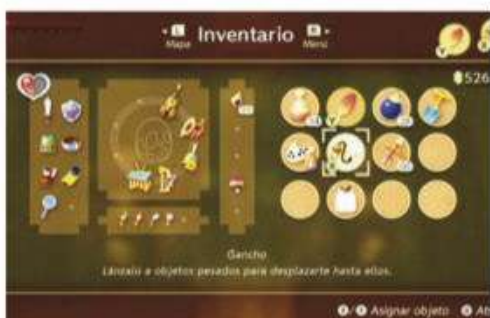 L Inventario R
Mapa Menú
Y
526
Gancho
Lánzalo a objetos pesados para desplazarte hasta ellos.
Asignar objeto